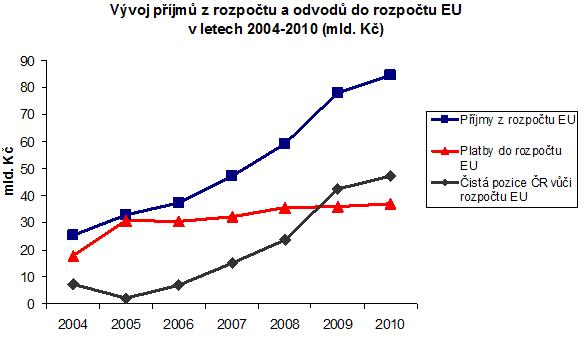 Vývoj příjmů z rozpočtu a odvodů do rozpočtu EU
v letech 2004-2010 (mld. Kč)
90
80
70
60
50
40
30
20
10
0
mld. Kč
2004 2005 2006 2007 2008 2009 2010
Příjmy z rozpočtu EU
Platby do rozpočtu
EU
Čistá pozice ČR vůči
rozpočtu EU